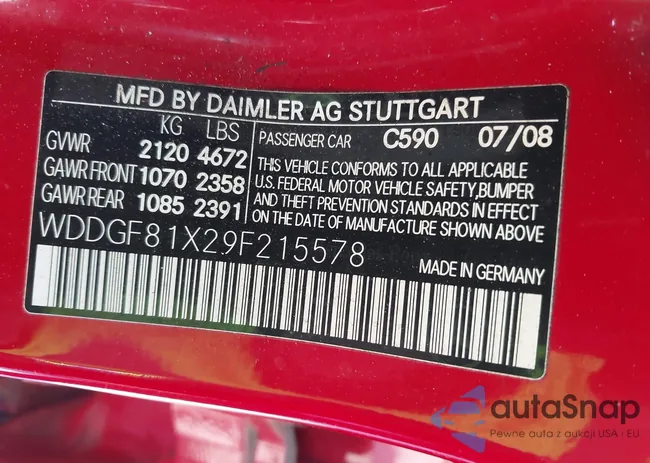 MFD BY DAIMLER AG STUTTGART
KG LBS
GVWR 2120 4672
GAWR FRONT 1070 2358
GAWR REAR 1085 2391
PASSENGER CAR C590 07/08
THIS VEHICLE CONFORMS TO ALL APPLICABLE
U.S. FEDERAL MOTOR VEHICLE SAFETY,BUMPER
AND THEFT PREVENTION STANDARDS IN EFFECT
ON THE DATE OF MANUFACTURE SHOWN ABOVE.
WDDGF81X29F215578
MADE IN GERMANY
autaSnap
Pewne auta z aukcji USA · EU